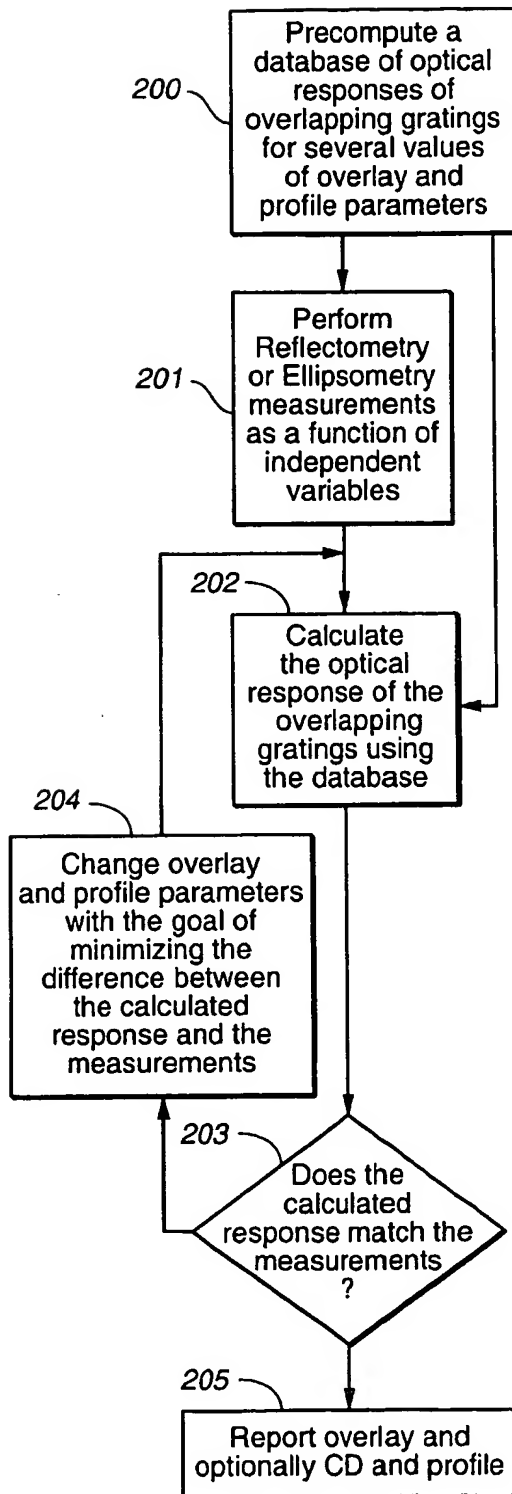 200
Precompute a
database of optical
responses of
overlapping gratings
for several values
of overlay and
profile parameters
201
Perform
Reflectometry
or Ellipsometry
measurements
as a function of
independent
variables
202
Calculate
the optical
response of the
overlapping
gratings using
the database
204
Change overlay
and profile parameters
with the goal of
minimizing the
difference between
the calculated
response and the
measurements
203
Does the
calculated
response match the
measurements
?
205
Report overlay and
optionally CD and profile